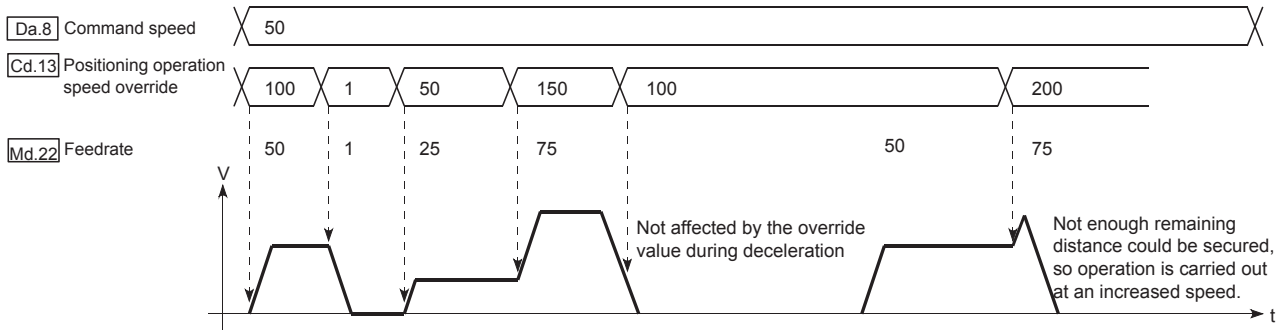 Da.8 Command speed
50
Cd.13 Positioning operation
speed override
100 1 50 150 100 200
Md.22 Feedrate
50 1 25 75 50 75
V
Not affected by the override
value during deceleration
Not enough remaining
distance could be secured,
so operation is carried out
at an increased speed.
t